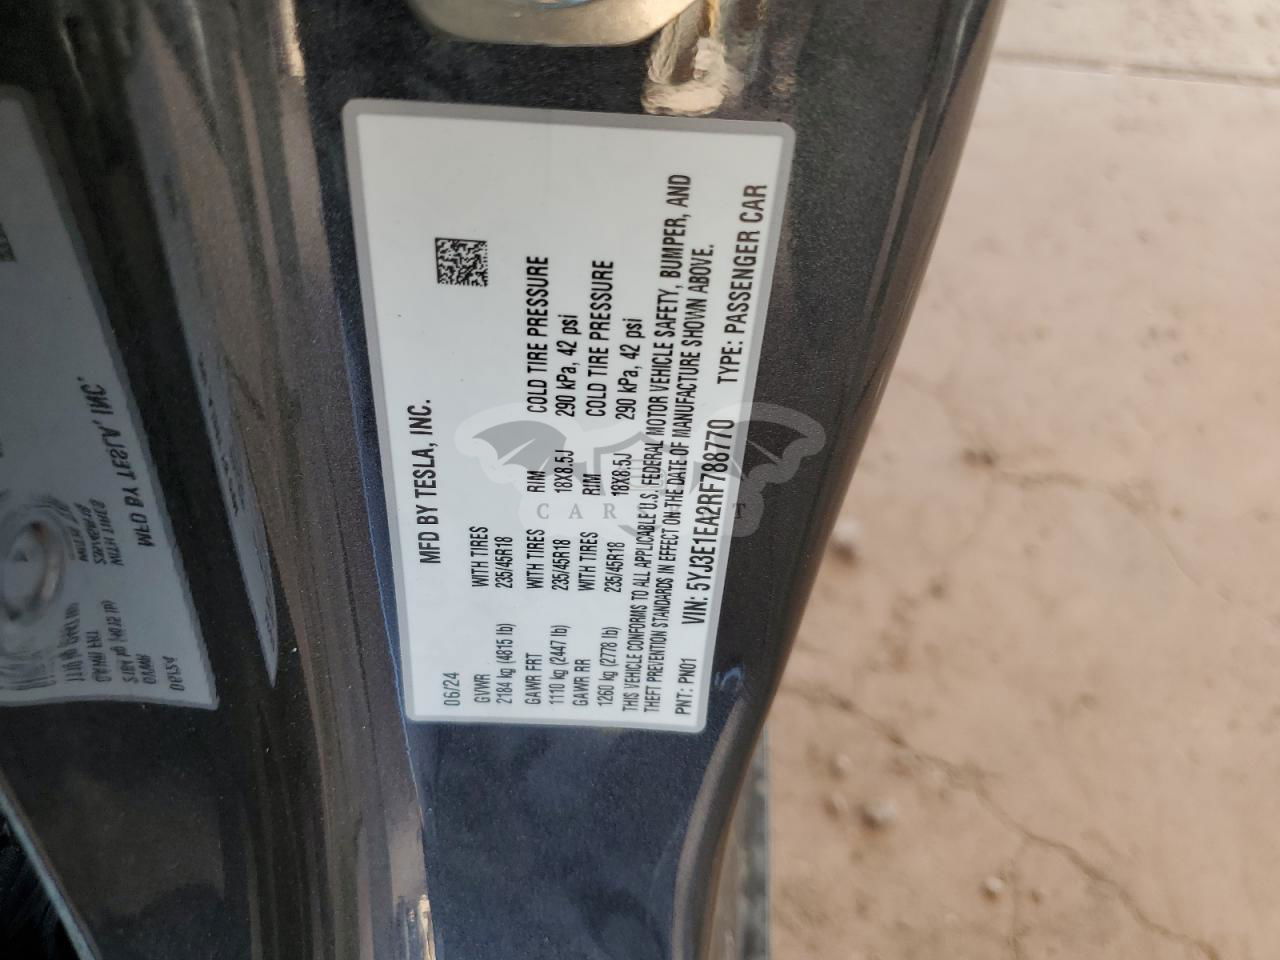 MFD BY TESLA, INC.
06/24
GVWR WITH TIRES
2184 kg (4815 lb) 235/45R18
GAWR FRT WITH TIRES RIM COLD TIRE PRESSURE
1110 kg (2447 lb) 235/45R18 18X8.5J 290 kPa, 42 psi
GAWR RR WITH TIRES RIM COLD TIRE PRESSURE
1260 kg (2778 lb) 235/45R18 18X8.5J 290 kPa, 42 psi
THIS VEHICLE CONFORMS TO ALL APPLICABLE U.S. FEDERAL MOTOR VEHICLE SAFETY, BUMPER, AND
THEFT PREVENTION STANDARDS IN EFFECT ON THE DATE OF MANUFACTURE SHOWN ABOVE.
PNT: PN01 VIN: 5YJ3E1EA2RF788770 TYPE: PASSENGER CAR